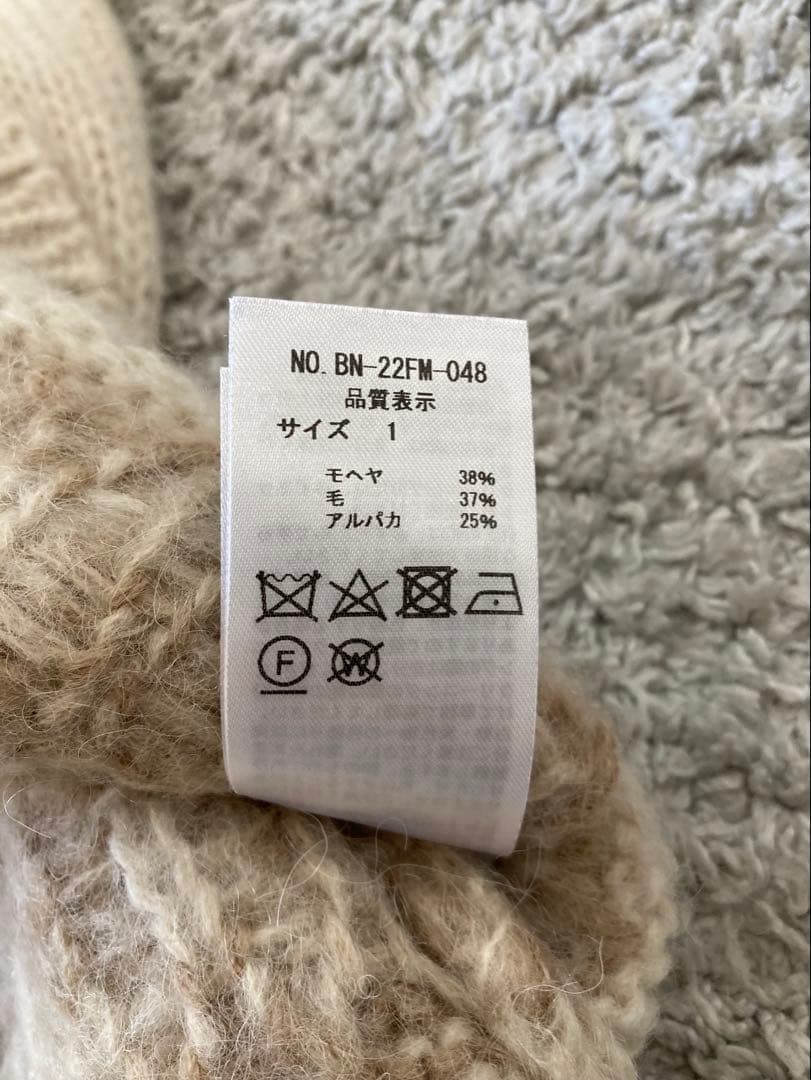 NO. BN-22FM-048
品質表示
サイズ 1
モヘヤ 38%
毛 37%
アルパカ 25%
F W